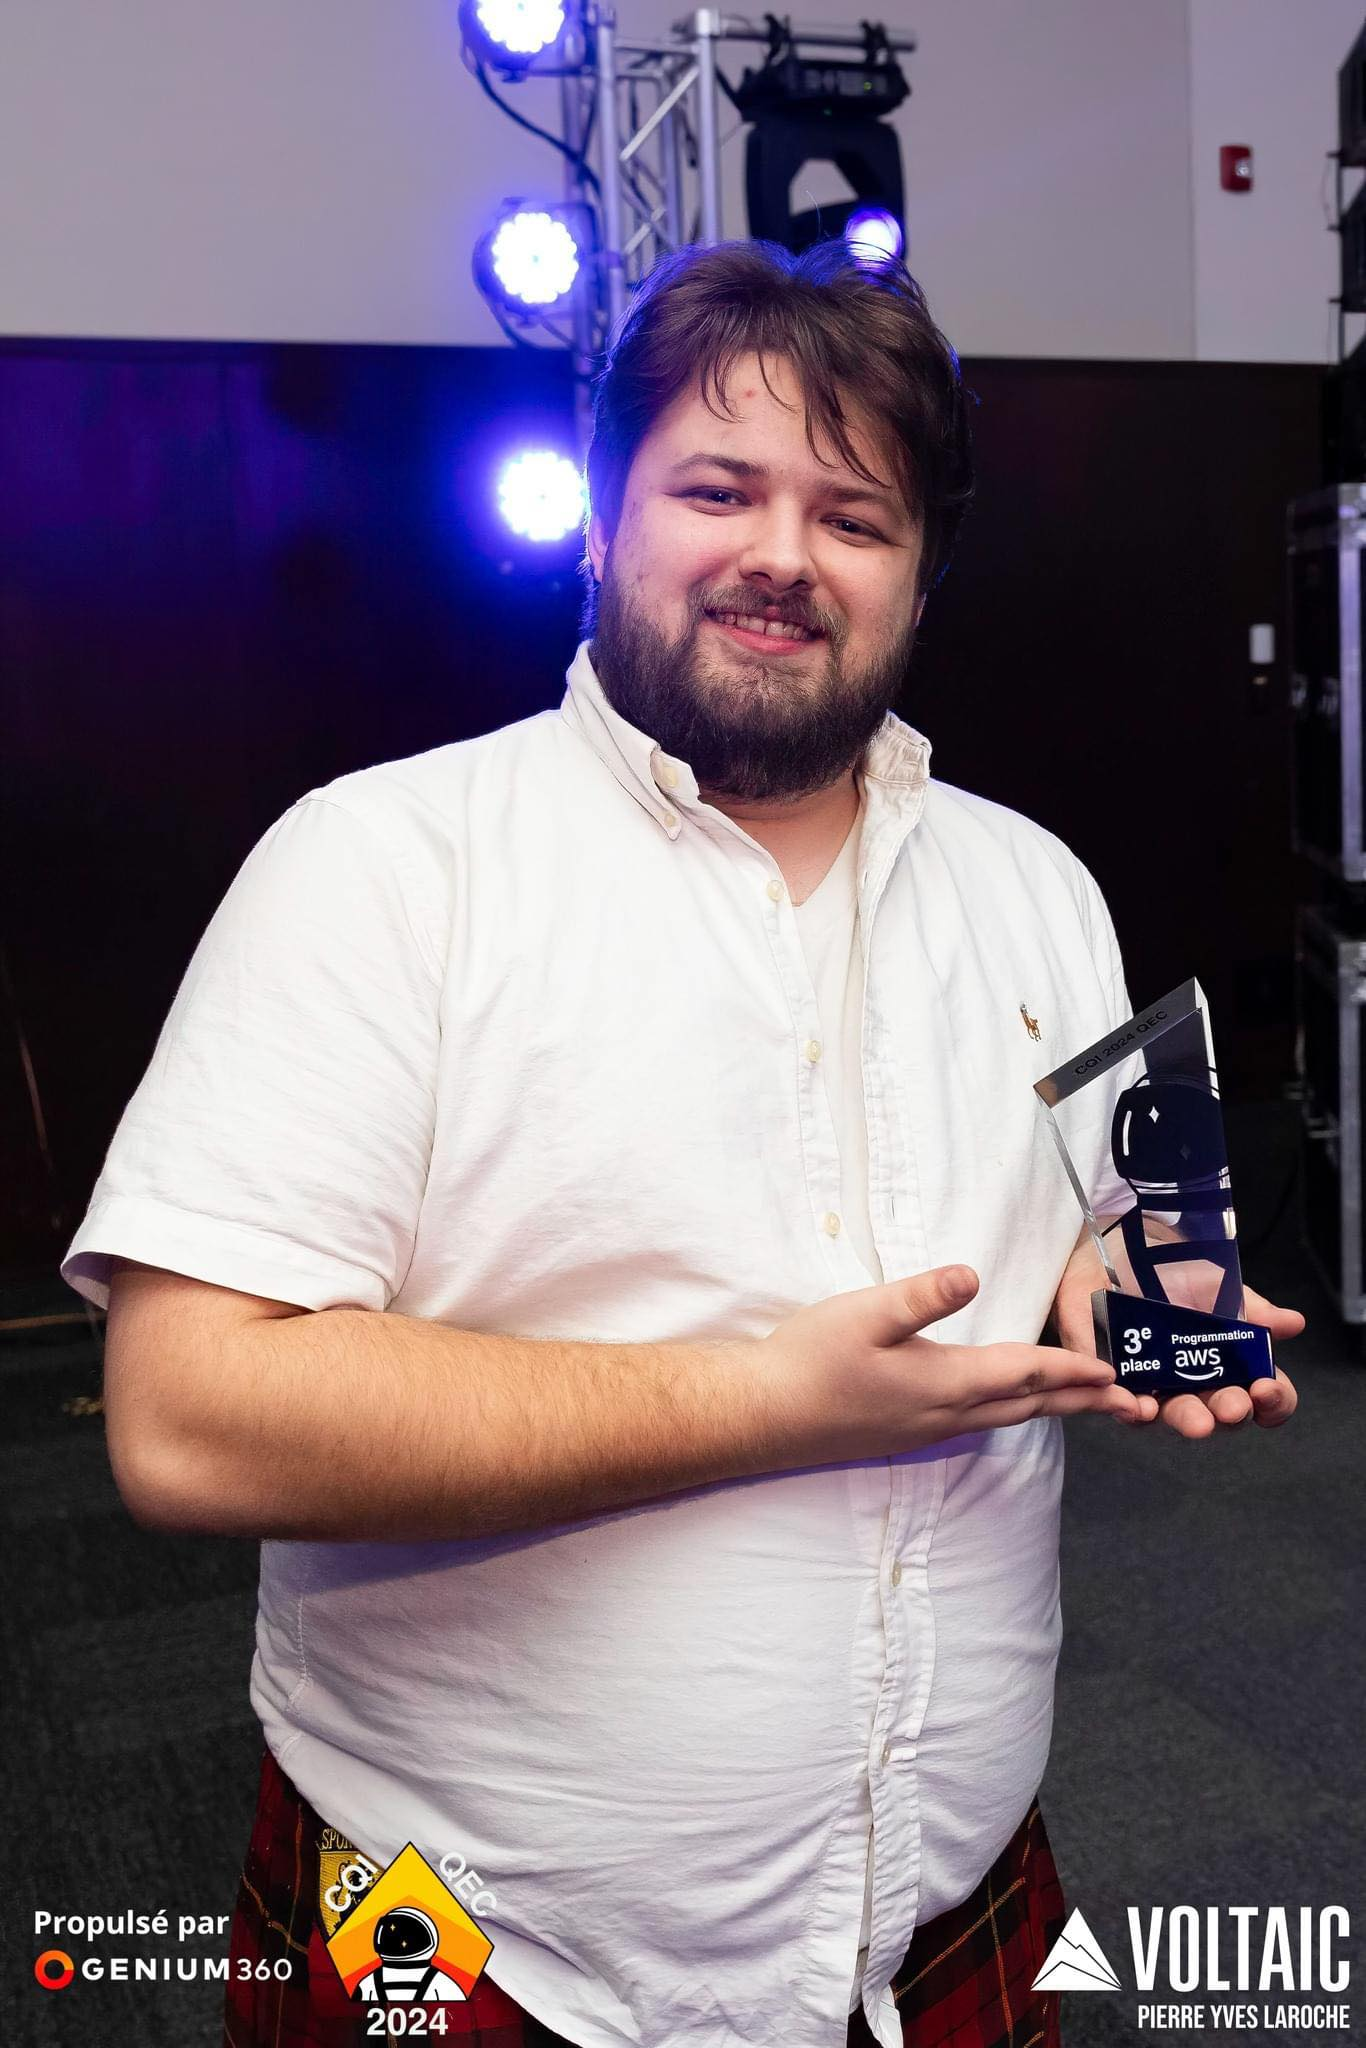 CQI 2024 QEC
3e
place
Programmation
aws
Propulsé par
GENIUM360
CQI QEC
2024
VOLTAIC
PIERRE YVES LAROCHE